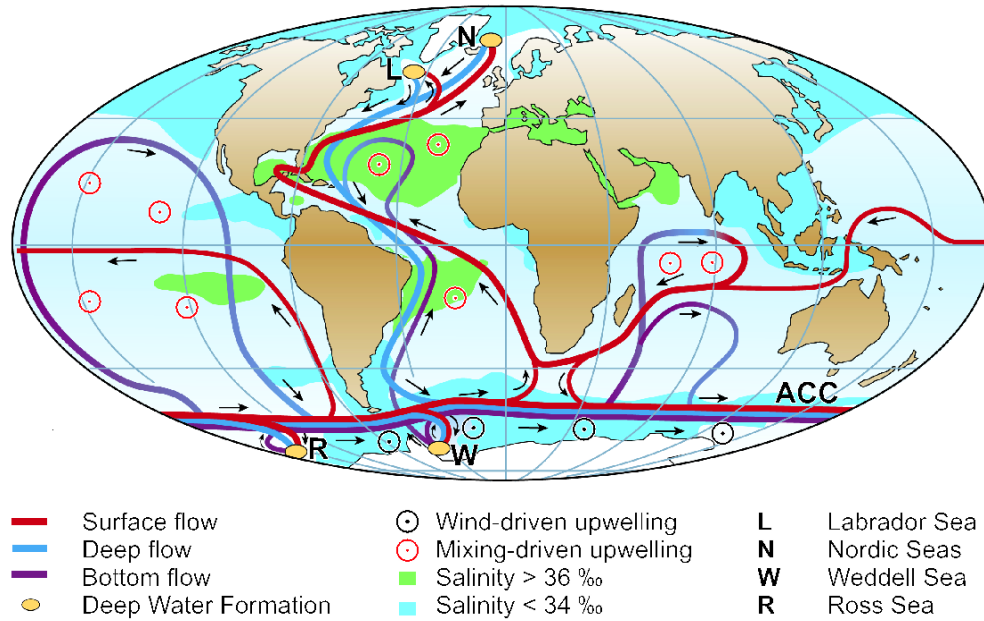 N
L
ACC
R
W
Surface flow
Deep flow
Bottom flow
Deep Water Formation
Wind-driven upwelling
Mixing-driven upwelling
Salinity > 36 ‰
Salinity < 34 ‰
L Labrador Sea
N Nordic Seas
W Weddell Sea
R Ross Sea